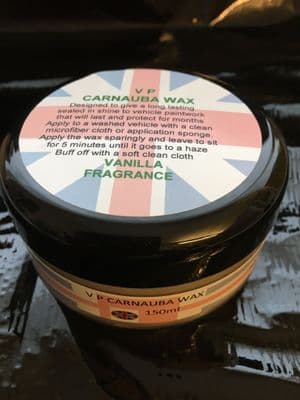 V P
CARNAUBA WAX
Designed to give a long lasting
sealed in shine to vehicle paintwork
that will last and protect for months
Apply to a washed vehicle with a clean
microfiber cloth or application sponge.
Apply the wax sparingly and leave to sit
for 5 minutes until it goes to a haze
Buff off with a soft clean cloth
VANILLA
FRAGRANCE
V P CARNAUBA WAX
150ml